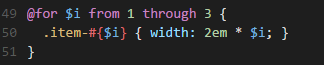 49 @for $i from 1 through 3 {
50   .item-#{$i} { width: 2em * $i; }
51 }